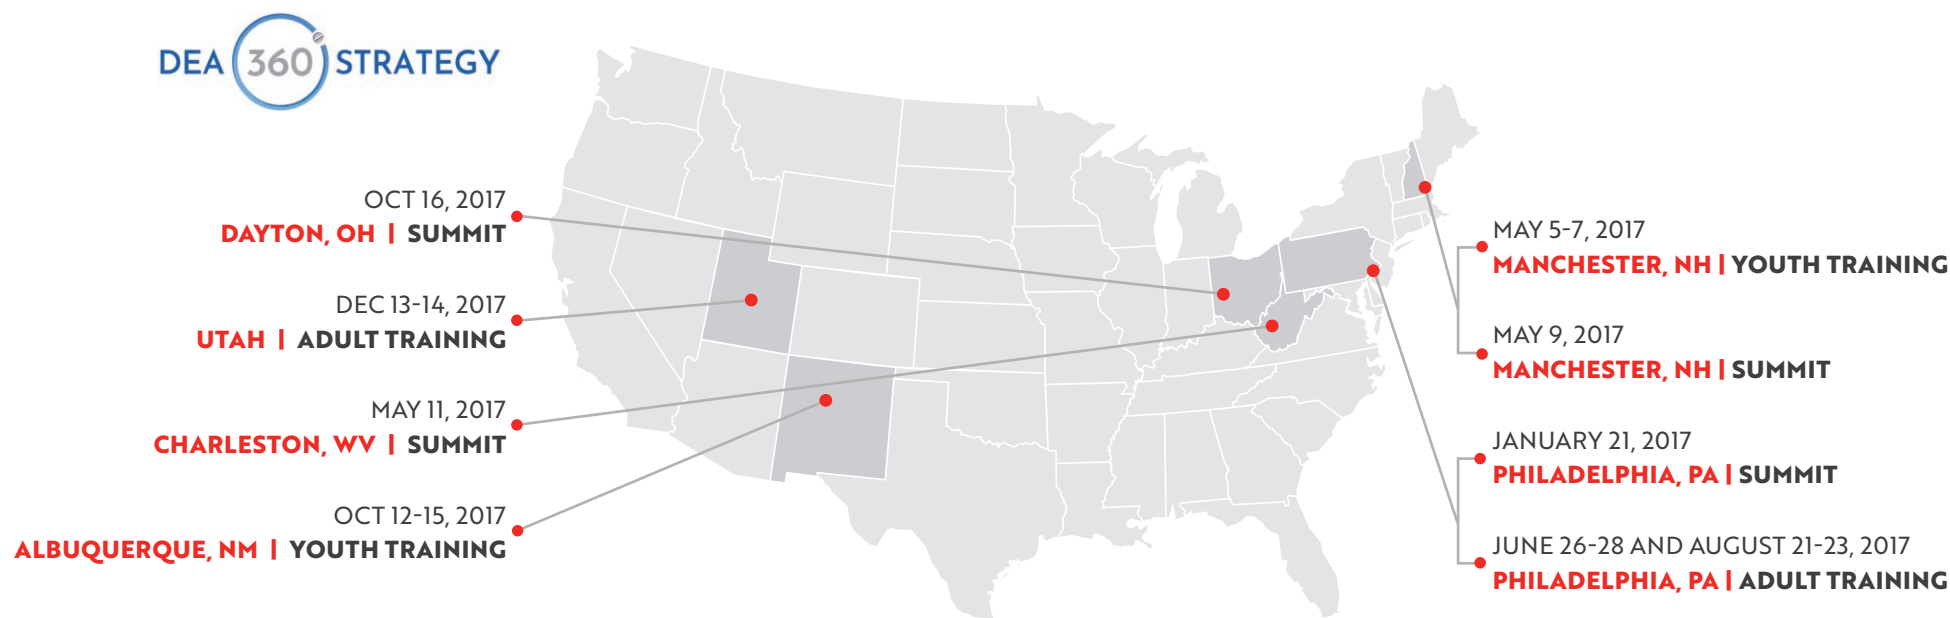 DEA 360 STRATEGY
OCT 16, 2017
DAYTON, OH | SUMMIT
DEC 13-14, 2017
UTAH | ADULT TRAINING
MAY 11, 2017
CHARLESTON, WV | SUMMIT
OCT 12-15, 2017
ALBUQUERQUE, NM | YOUTH TRAINING
MAY 5-7, 2017
MANCHESTER, NH | YOUTH TRAINING
MAY 9, 2017
MANCHESTER, NH | SUMMIT
JANUARY 21, 2017
PHILADELPHIA, PA | SUMMIT
JUNE 26-28 AND AUGUST 21-23, 2017
PHILADELPHIA, PA | ADULT TRAINING